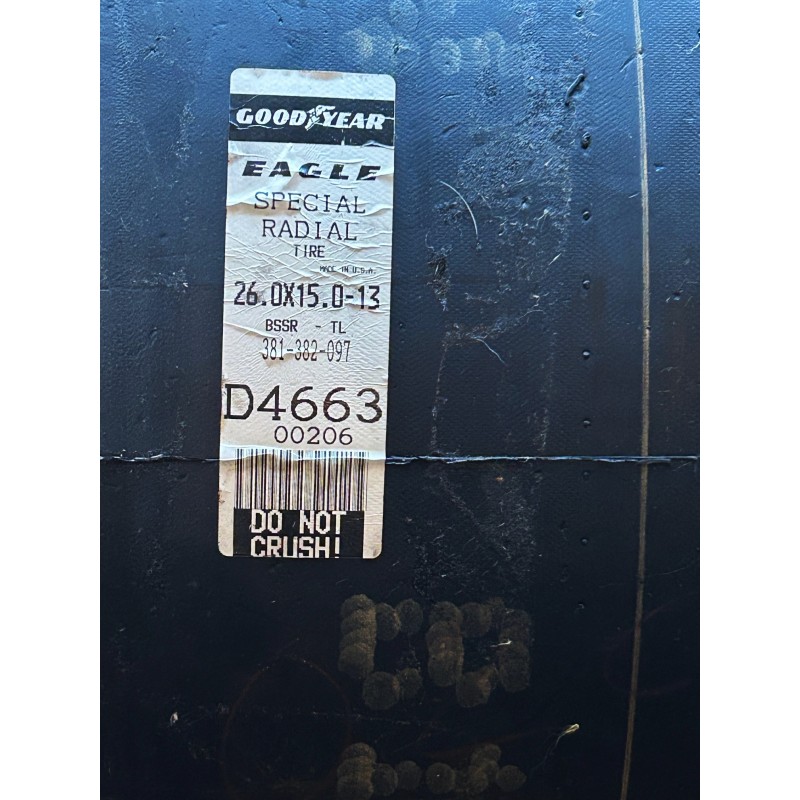 GOODYEAR
EAGLE
SPECIAL
RADIAL
TIRE
MADE IN U.S.A.
26.0X15.0-13
BSSR - TL
381-382-097
D4663
00206
DO NOT
CRUSH!